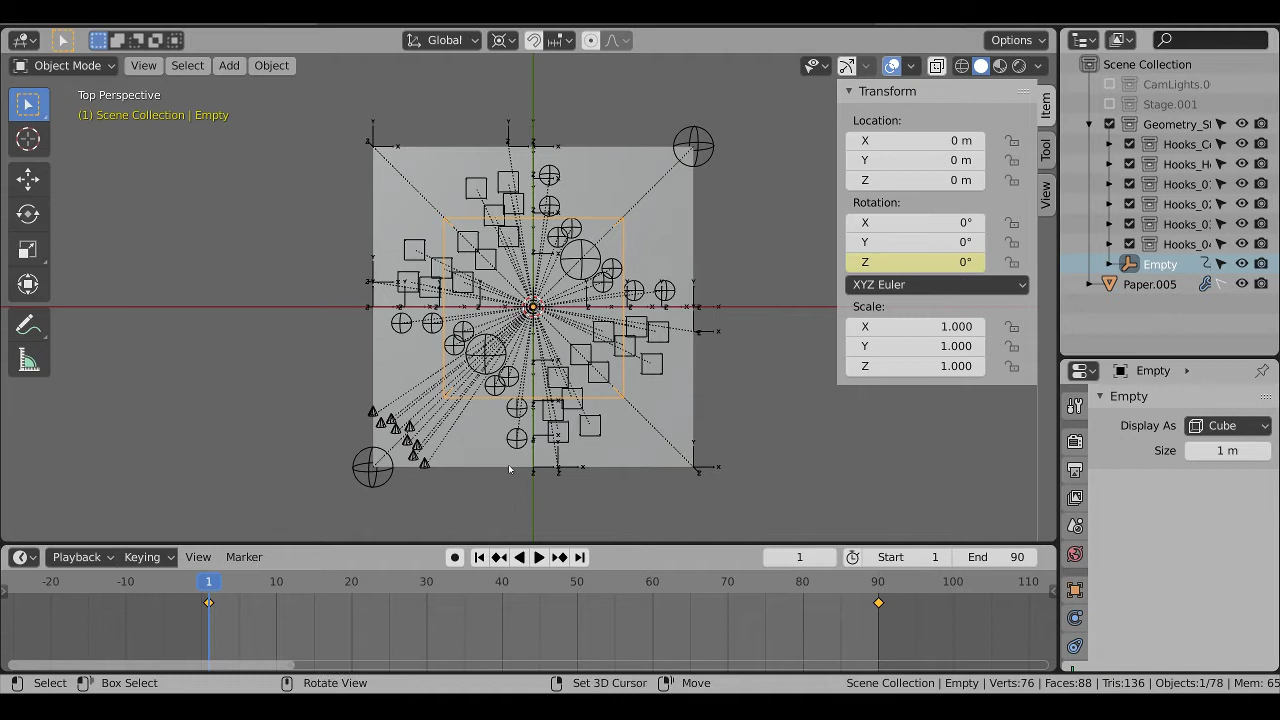 Global
Options
Object Mode
View
Select
Add
Object
Top Perspective
(1) Scene Collection | Empty
Transform
Location:
X 0 m
Y 0 m
Z 0 m
Rotation:
X 0°
Y 0°
Z 0°
XYZ Euler
Scale:
X 1.000
Y 1.000
Z 1.000
Item
Tool
View
Scene Collection
CamLights.0
Stage.001
Hooks_0
Empty
Paper.005
Empty
Empty
Display As Cube
Size 1 m
Playback
Keying
View
Marker
1
Start 1
End 90
-20 -10 1 10 20 30 40 50 60 70 80 90 100 110
Select
Box Select
Rotate View
Set 3D Cursor
Move
Scene Collection | Empty | Verts:76 | Faces:88 | Tris:136 | Objects:1/78 | Mem: 65